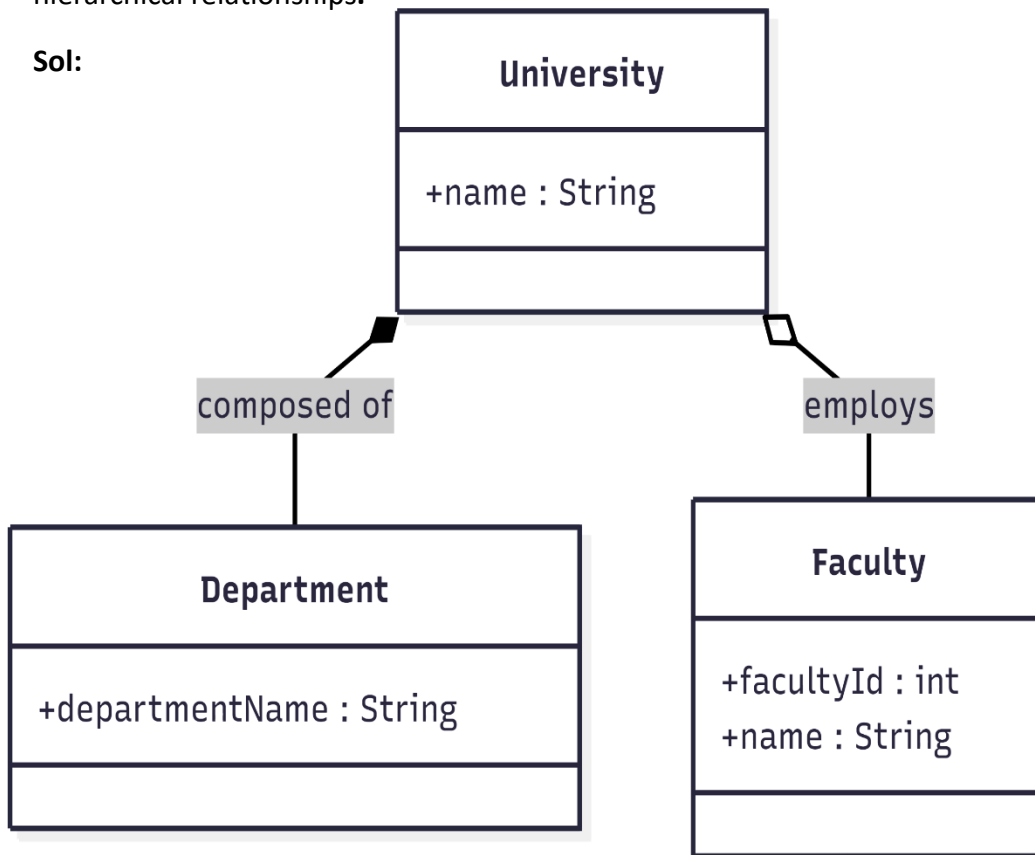 hierarchical relationships.
Sol:
University
+name : String
composed of
employs
Department
+departmentName : String
Faculty
+facultyId : int
+name : String